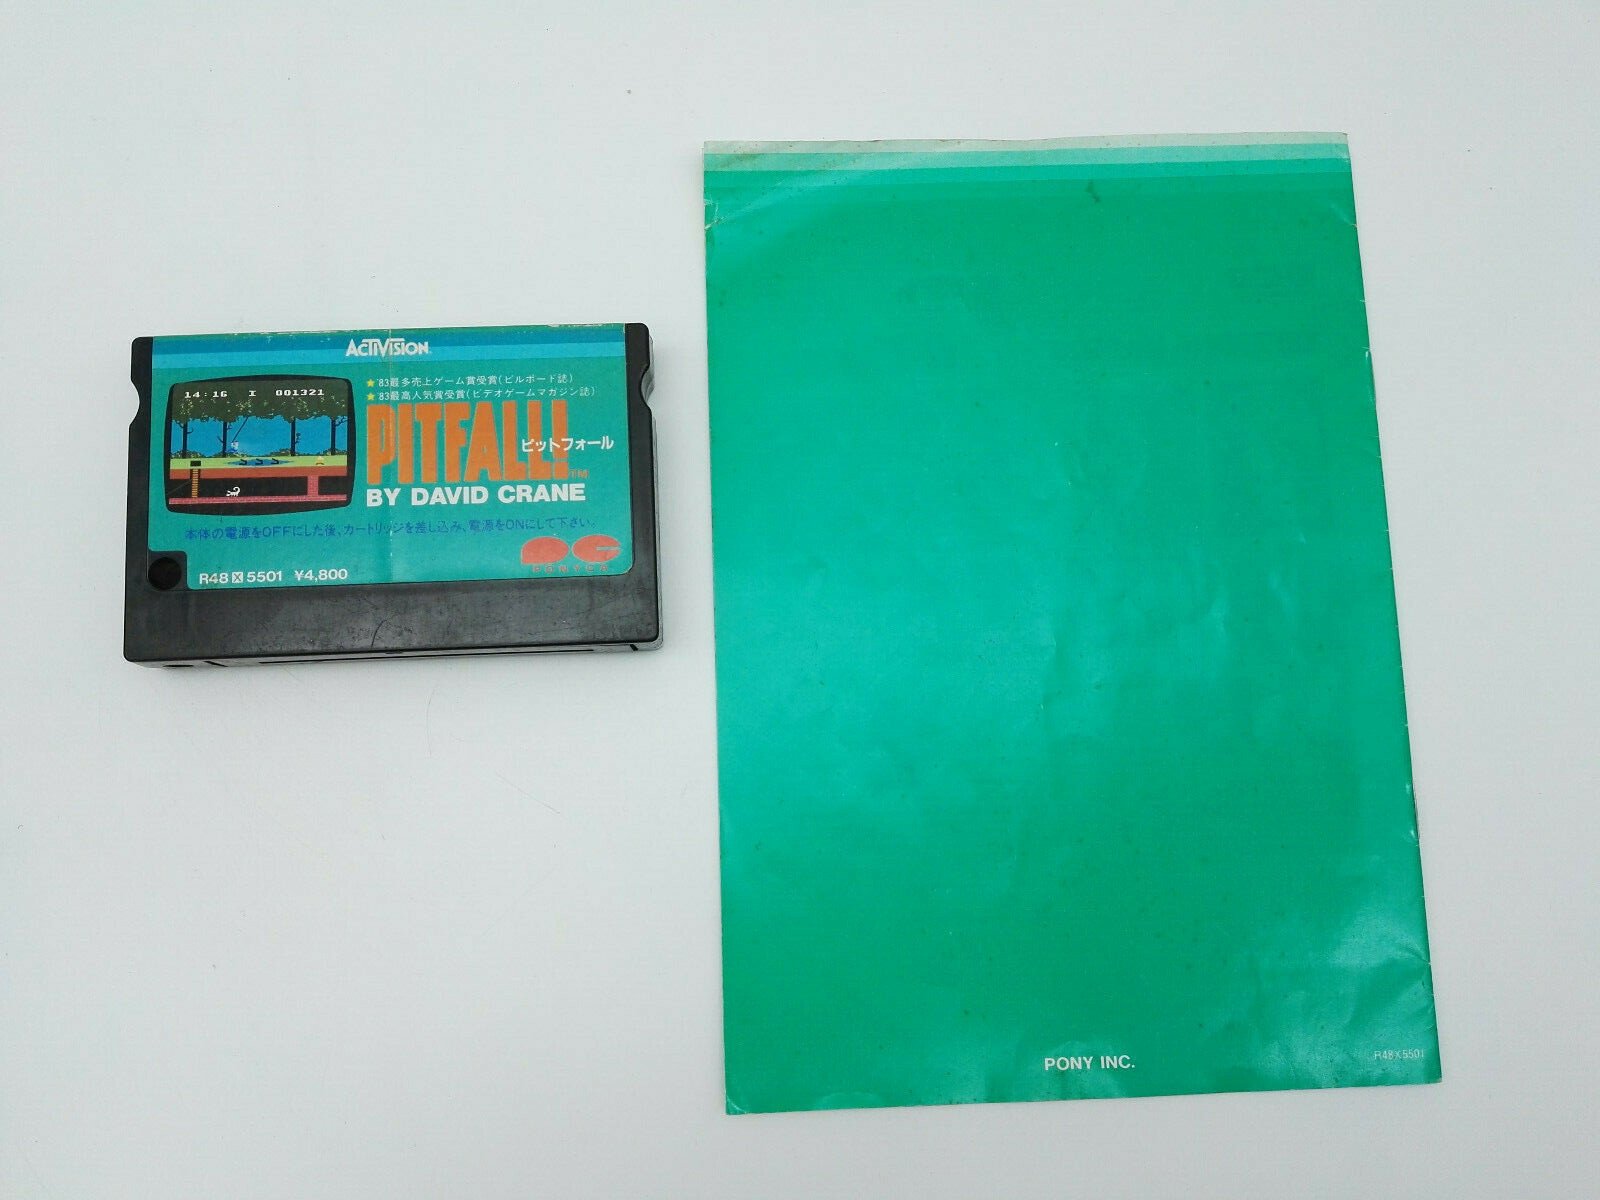 ACTIVISION
★'83最多売上ゲーム賞受賞(ビルボード誌)
★'83最高人気賞受賞(ビデオゲームマガジン誌)
14:16 I 001321
PITFALL!™
ピットフォール
BY DAVID CRANE
本体の電源をOFFにした後、カートリッジを差し込み、電源をONにして下さい。
PONYCA
R48X5501 ¥4,800
PONY INC.
R48X5501